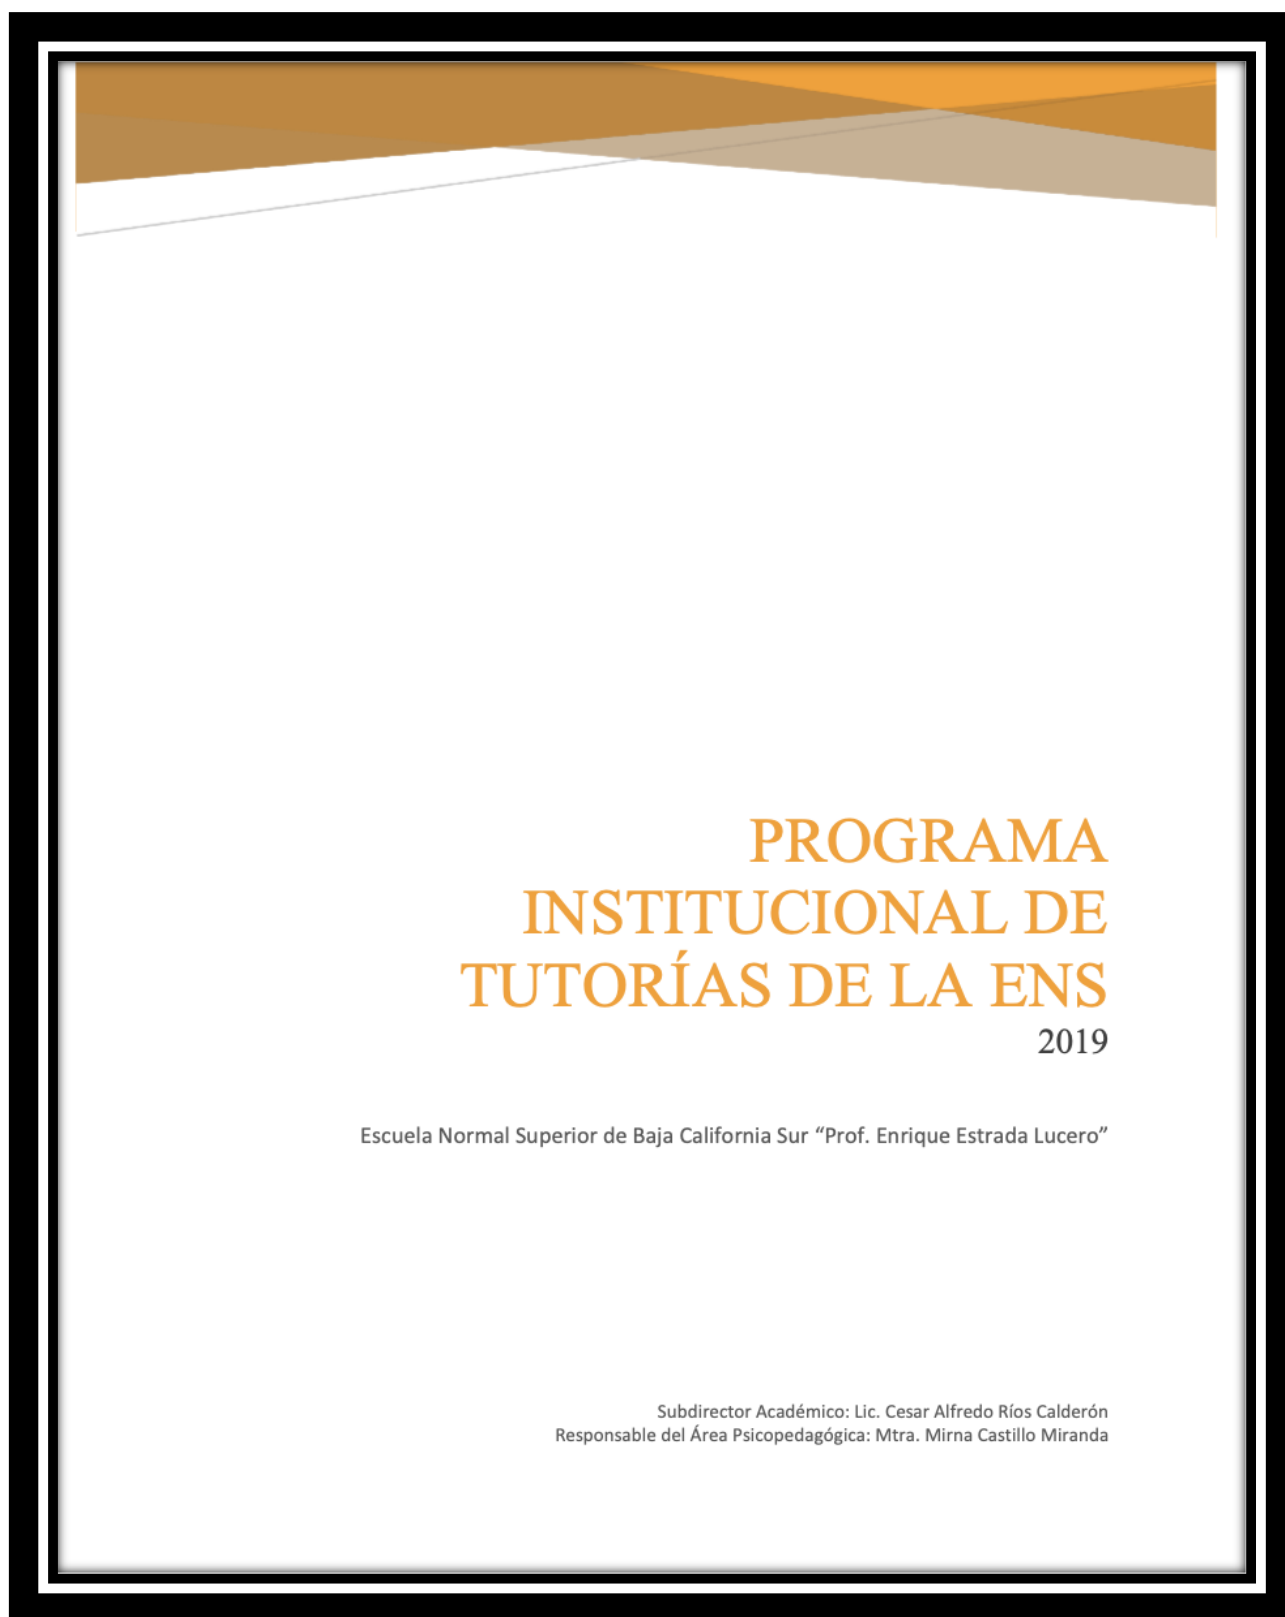 PROGRAMA
INSTITUCIONAL DE
TUTORÍAS DE LA ENS
2019
Escuela Normal Superior de Baja California Sur “Prof. Enrique Estrada Lucero”
Subdirector Académico: Lic. Cesar Alfredo Ríos Calderón
Responsable del Área Psicopedagógica: Mtra. Mirna Castillo Miranda